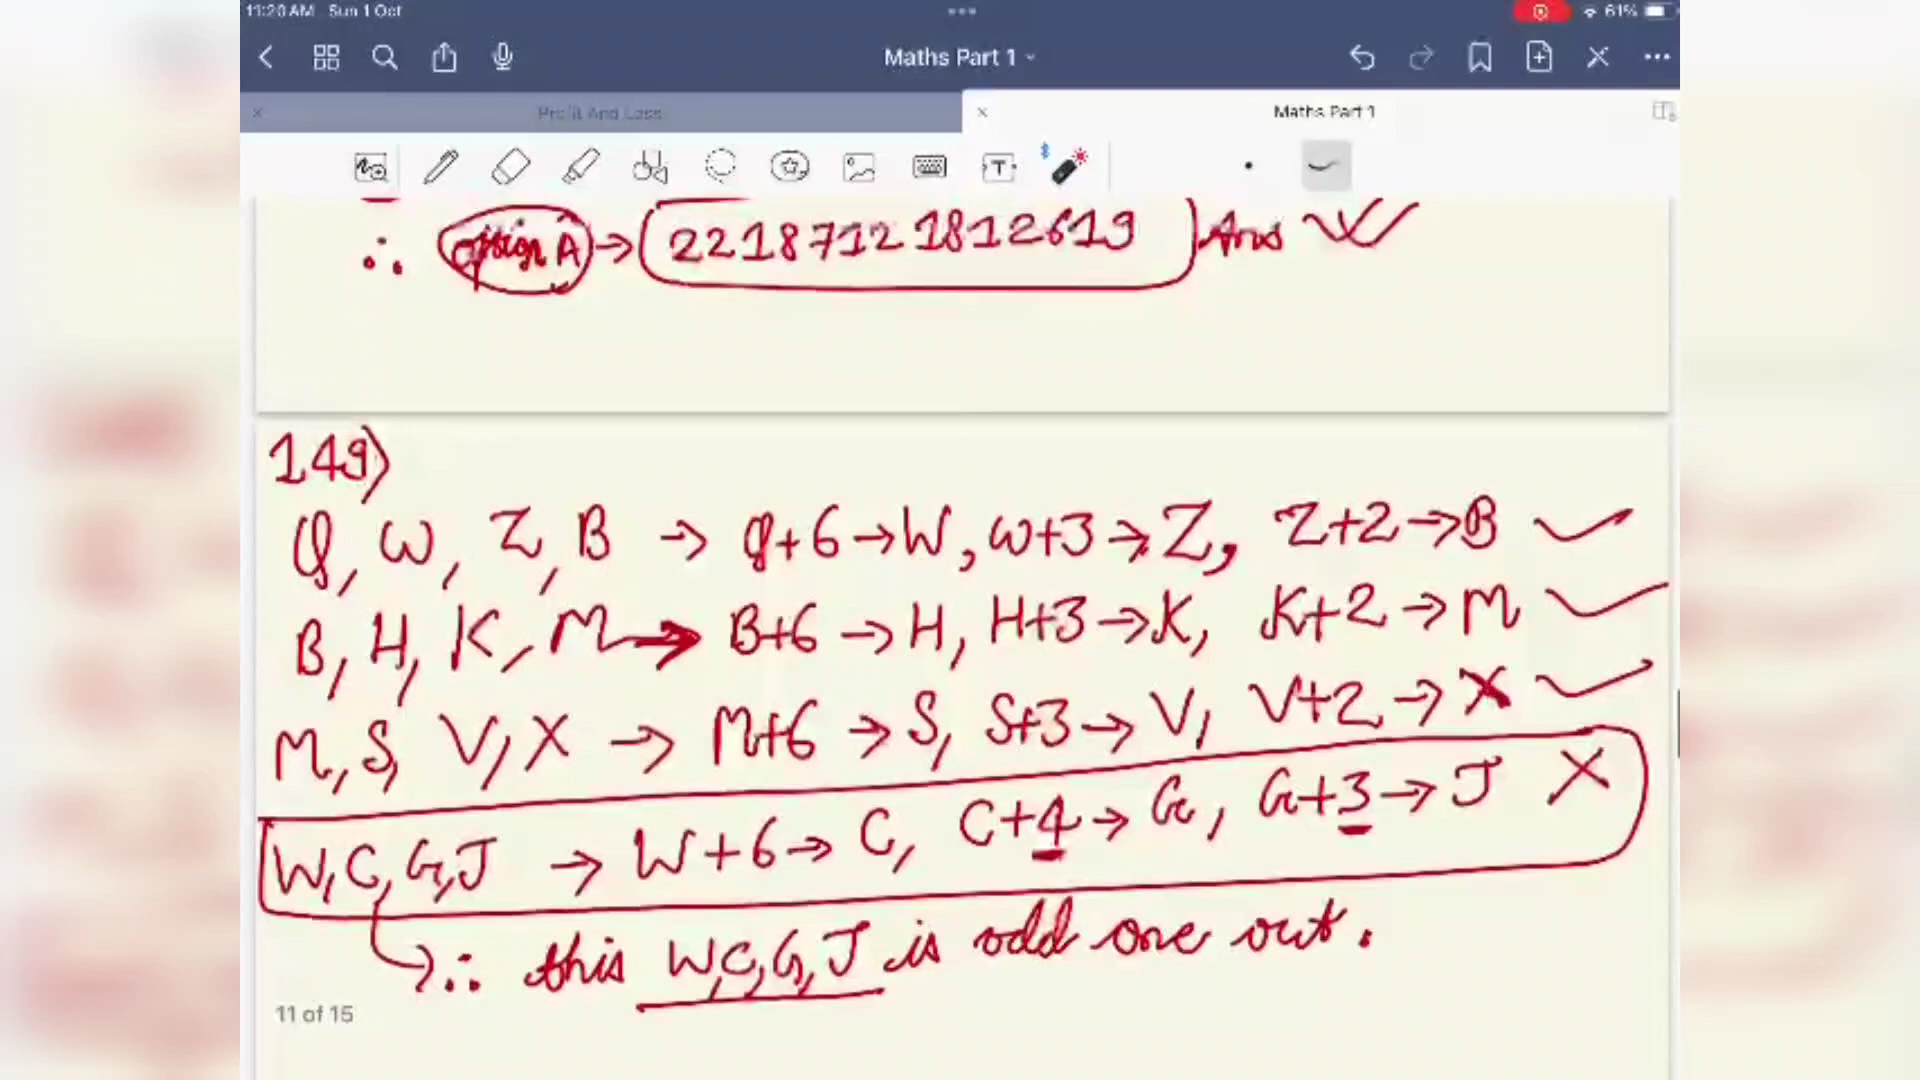 11:20 AM Sun 1 Oct
61%
Maths Part 1
Profit And Loss
Maths Part 1
∴ option A → 2218712 1812619 Ans
149)
Q, W, Z, B → Q+6→W, W+3→Z, Z+2→B ✓
B, H, K, M → B+6→H, H+3→K, K+2→M ✓
M, S, V, X → M+6→S, S+3→V, V+2→X ✓
W, C, G, J → W+6→C, C+4→G, G+3→J X
→∴ this W,C,G,J is odd one out.
11 of 15